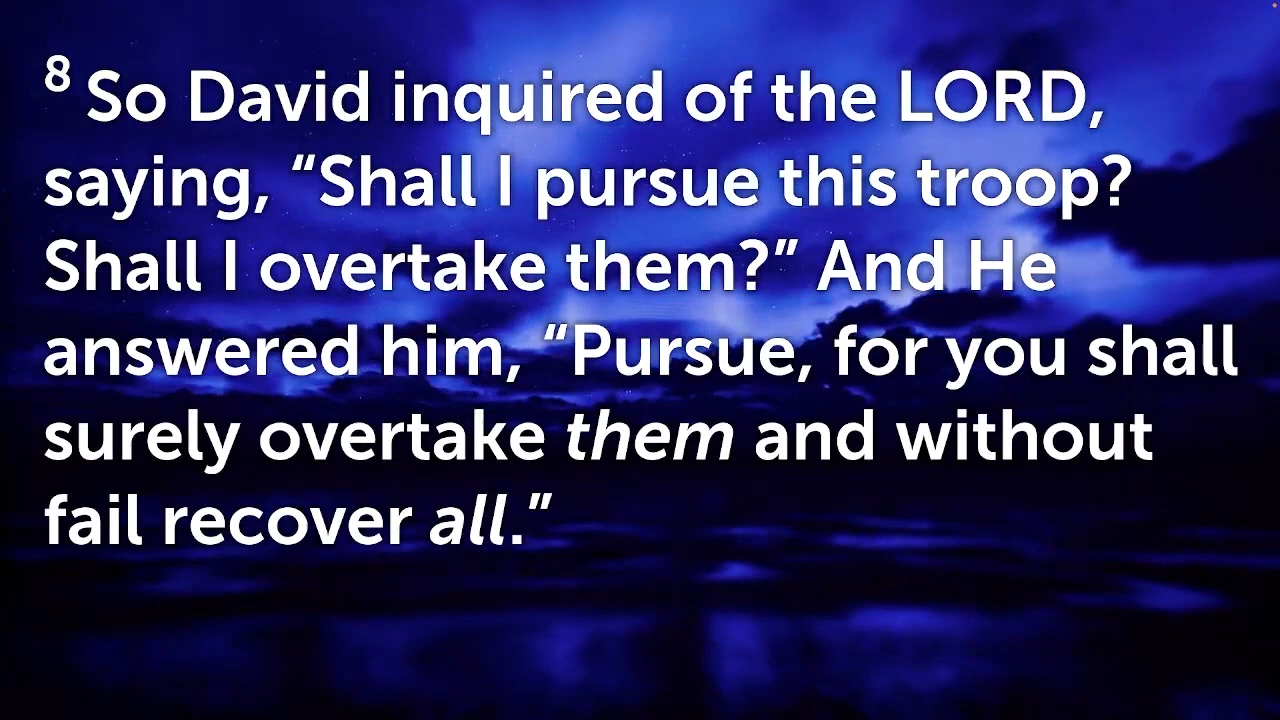 8 So David inquired of the LORD,
saying, “Shall I pursue this troop?
Shall I overtake them?” And He
answered him, “Pursue, for you shall
surely overtake them and without
fail recover all.”